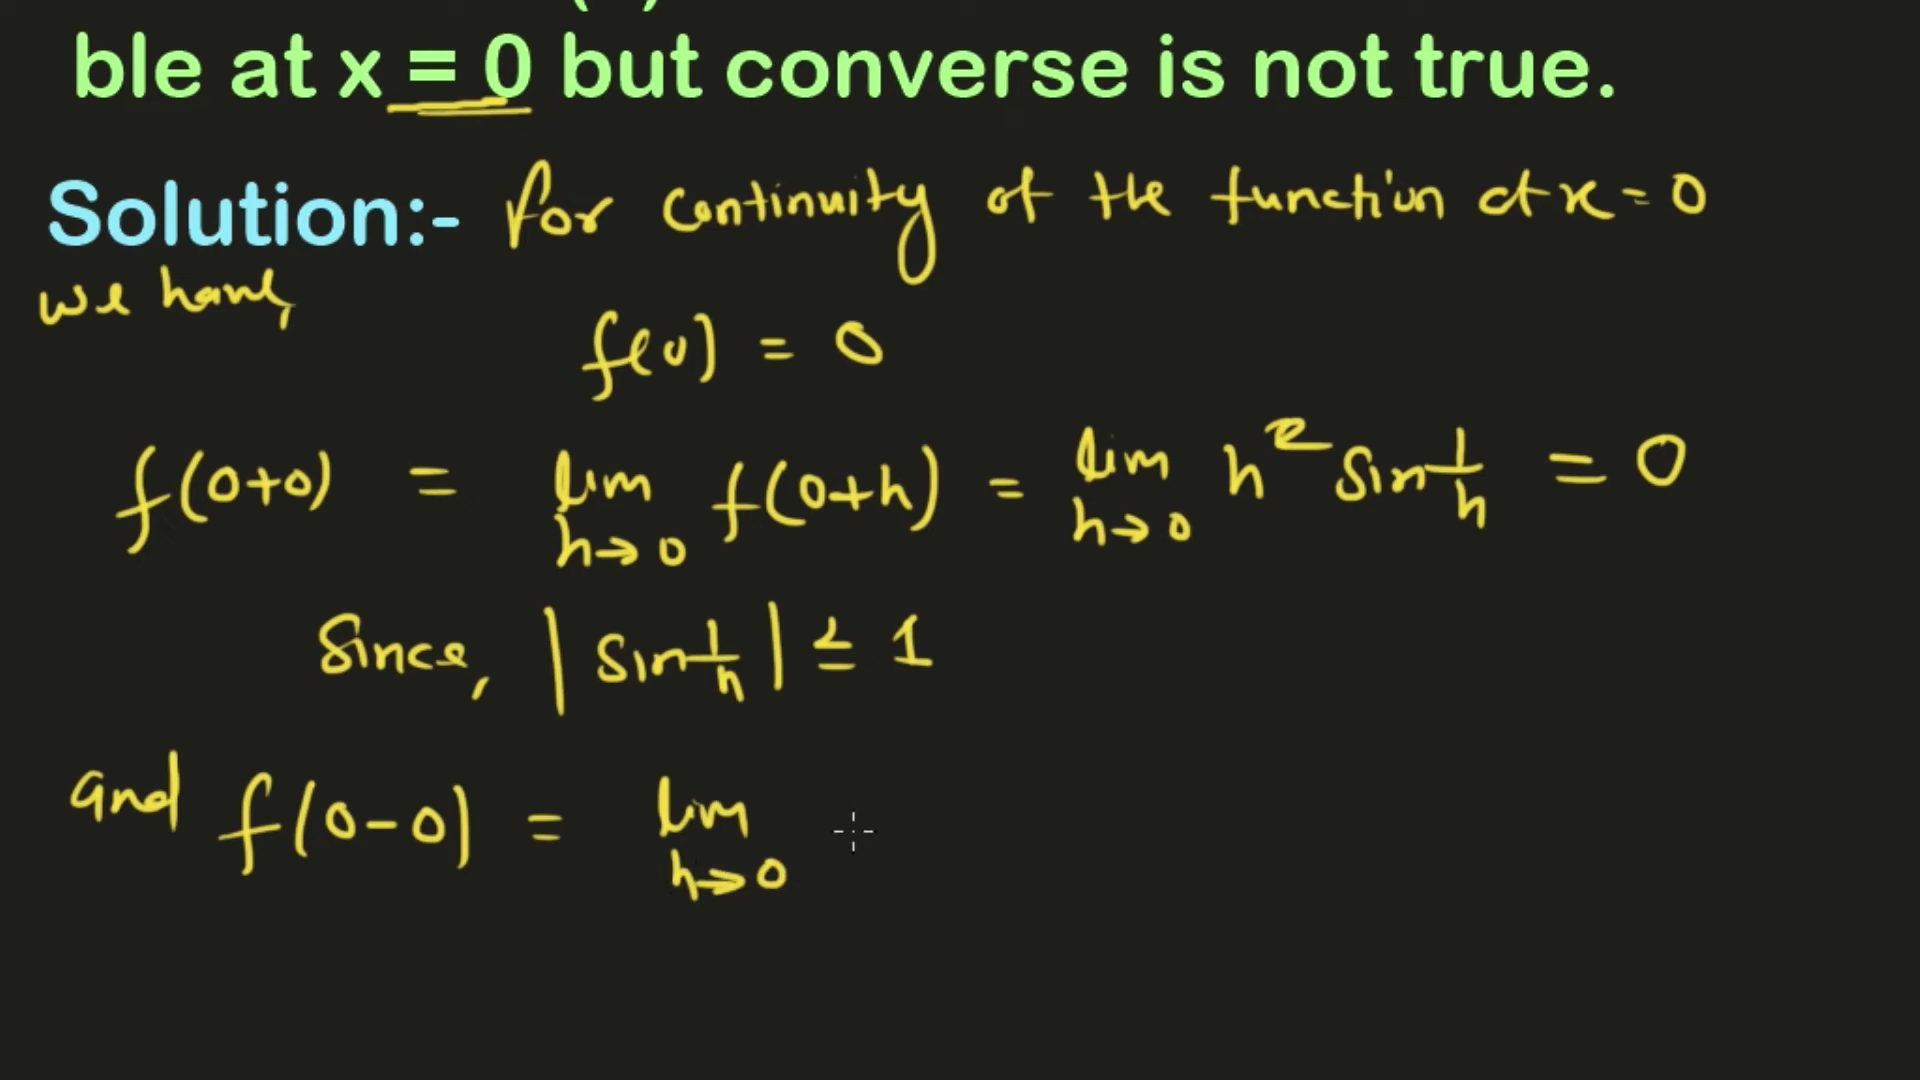 ble at x = 0 but converse is not true.
Solution:- for continuity of the function at x = 0
we have,
f(0) = 0
f(0+0) = lim h→0 f(0+h) = lim h→0 h² sin 1/h = 0
Since, |sin 1/h| ≤ 1
and f(0-0) = lim h→0